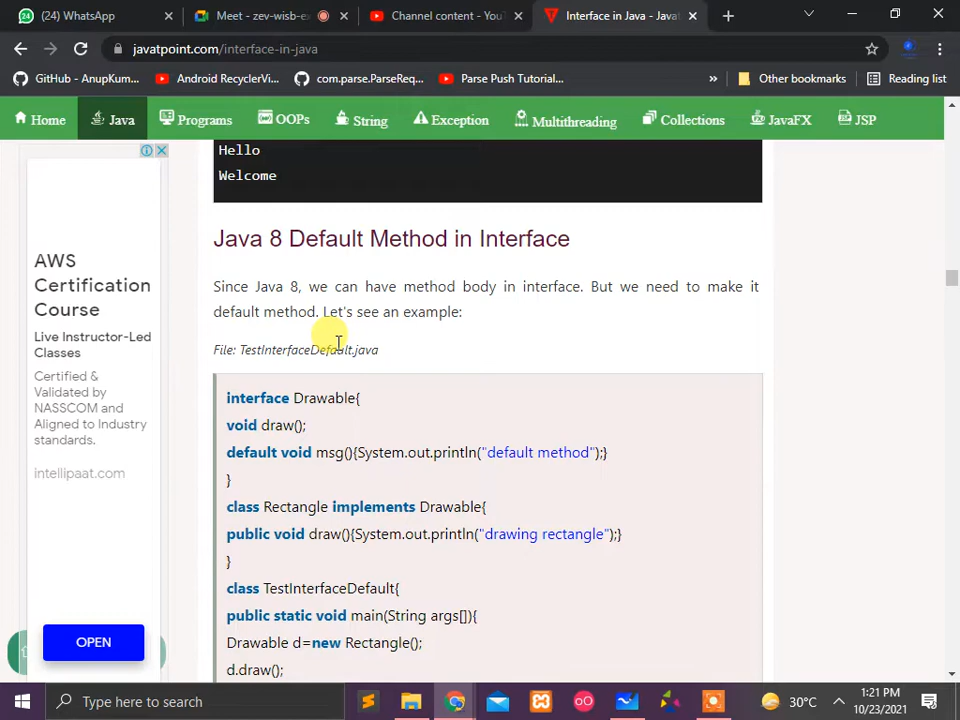 (24) WhatsApp
Meet - zev-wisb-e
Channel content - You
Interface in Java - Javat
javatpoint.com/interface-in-java
GitHub - AnupKum...
Android RecyclerVi...
com.parse.ParseReq...
Parse Push Tutorial...
»
Other bookmarks
Reading list
Home
Java
Programs
OOPs
String
Exception
Multithreading
Collections
JavaFX
JSP
Hello
Welcome
Java 8 Default Method in Interface
Since Java 8, we can have method body in interface. But we need to make it
default method. Let's see an example:
File: TestInterfaceDefault.java
interface Drawable{
void draw();
default void msg(){System.out.println("default method");}
}
class Rectangle implements Drawable{
public void draw(){System.out.println("drawing rectangle");}
}
class TestInterfaceDefault{
public static void main(String args[]){
Drawable d=new Rectangle();
d.draw();
AWS
Certification
Course
Live Instructor-Led
Classes
Certified &
Validated by
NASSCOM and
Aligned to Industry
standards.
intellipaat.com
OPEN
Type here to search
30°C
1:21 PM
10/23/2021